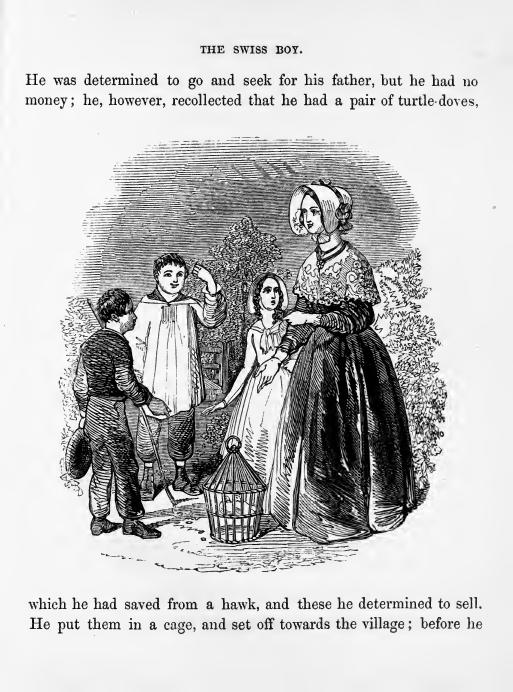 THE SWISS BOY.
He was determined to go and seek for his father, but he had no
money; he, however, recollected that he had a pair of turtle-doves,
which he had saved from a hawk, and these he determined to sell.
He put them in a cage, and set off towards the village; before he